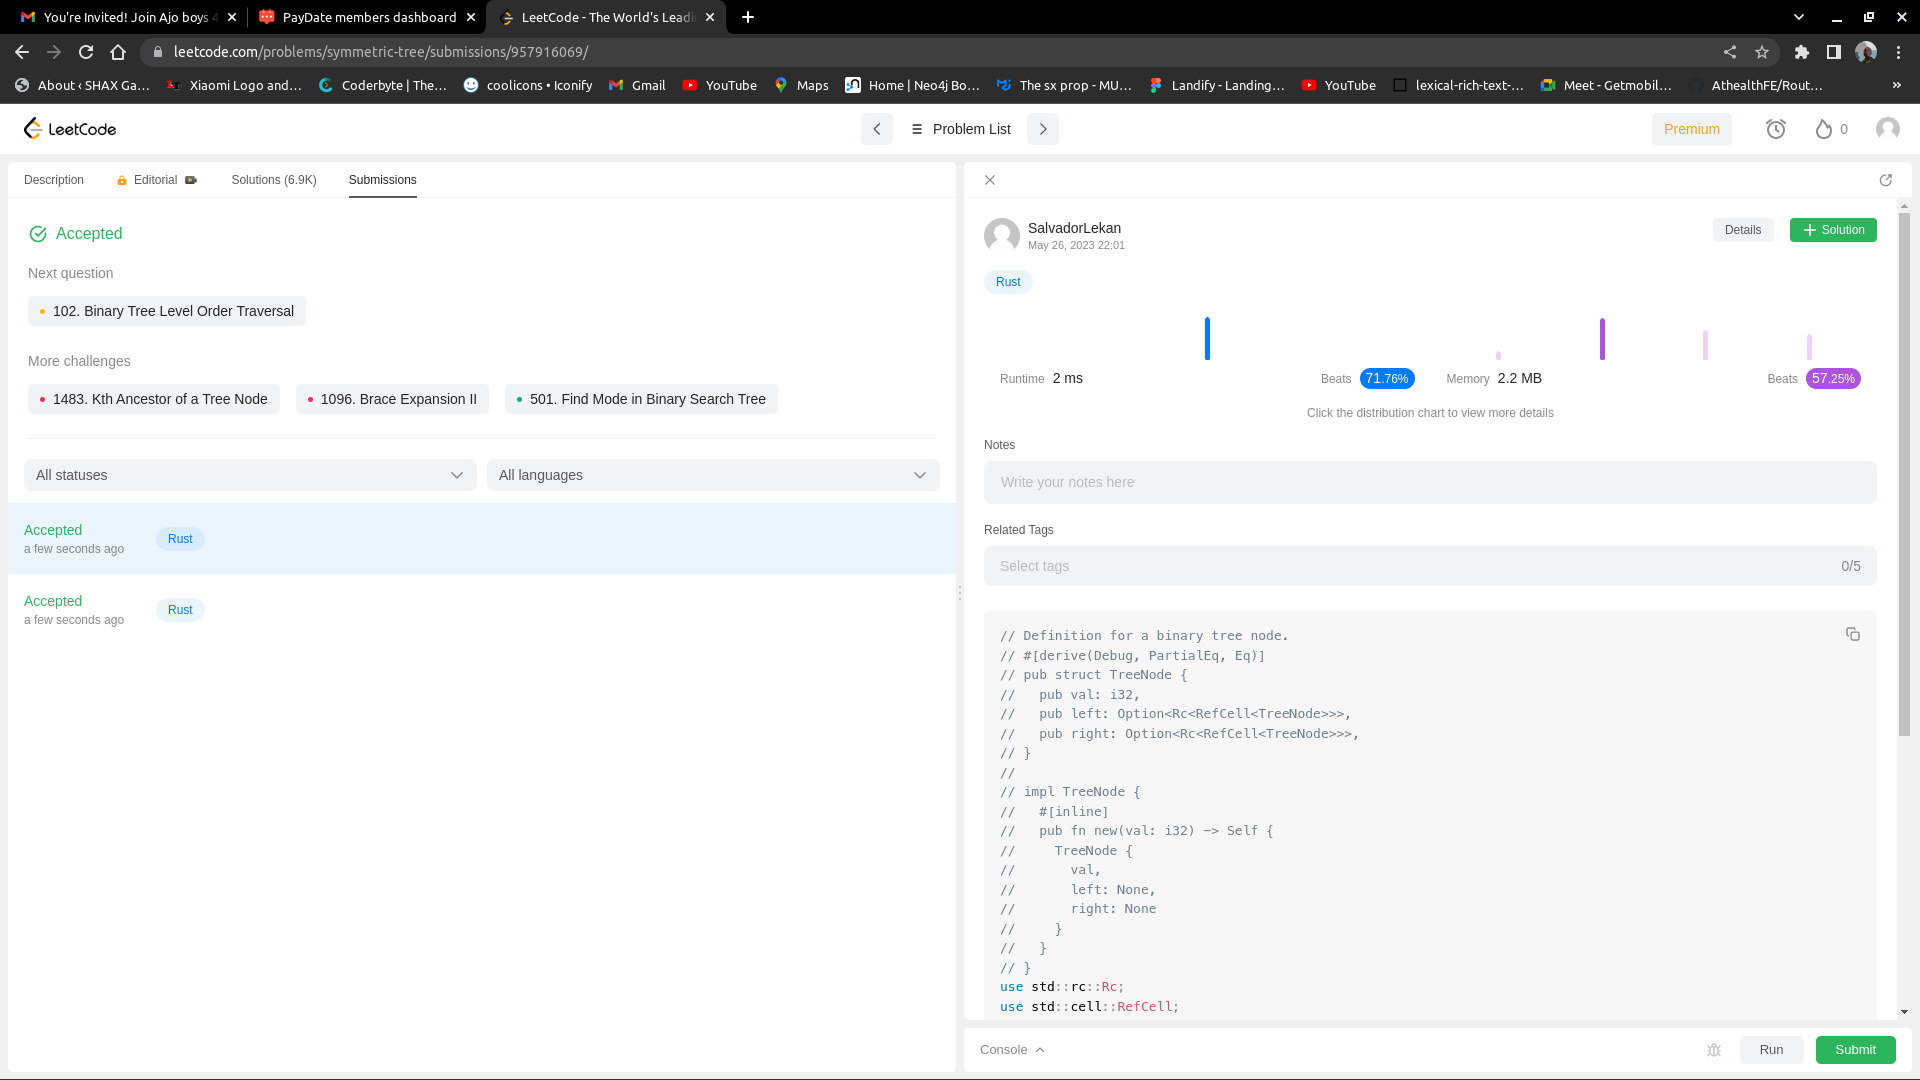 You're Invited! Join Ajo boys 4
PayDate members dashboard
LeetCode - The World's Leadi
leetcode.com/problems/symmetric-tree/submissions/957916069/
About ‹ SHAX Ga…
Xiaomi Logo and…
Coderbyte | The…
coolicons • Iconify
Gmail
YouTube
Maps
Home | Neo4j Bo…
The sx prop - MU…
Landify - Landing…
YouTube
lexical-rich-text-…
Meet - Getmobil…
AthealthFE/Rout…
»
LeetCode
Problem List
Premium
0
Description
Editorial
Solutions (6.9K)
Submissions
Accepted
Next question
102. Binary Tree Level Order Traversal
More challenges
1483. Kth Ancestor of a Tree Node
1096. Brace Expansion II
501. Find Mode in Binary Search Tree
All statuses
All languages
Accepted
a few seconds ago
Rust
Accepted
a few seconds ago
Rust
SalvadorLekan
May 26, 2023 22:01
Details
Solution
Rust
Runtime 2 ms
Beats 71.76%
Memory 2.2 MB
Beats 57.25%
Click the distribution chart to view more details
Notes
Write your notes here
Related Tags
Select tags
0/5
// Definition for a binary tree node.
// #[derive(Debug, PartialEq, Eq)]
// pub struct TreeNode {
//   pub val: i32,
//   pub left: Option<Rc<RefCell<TreeNode>>>,
//   pub right: Option<Rc<RefCell<TreeNode>>>,
// }
//
// impl TreeNode {
//   #[inline]
//   pub fn new(val: i32) -> Self {
//     TreeNode {
//       val,
//       left: None,
//       right: None
//     }
//   }
// }
use std::rc::Rc;
use std::cell::RefCell;
Console
Run
Submit